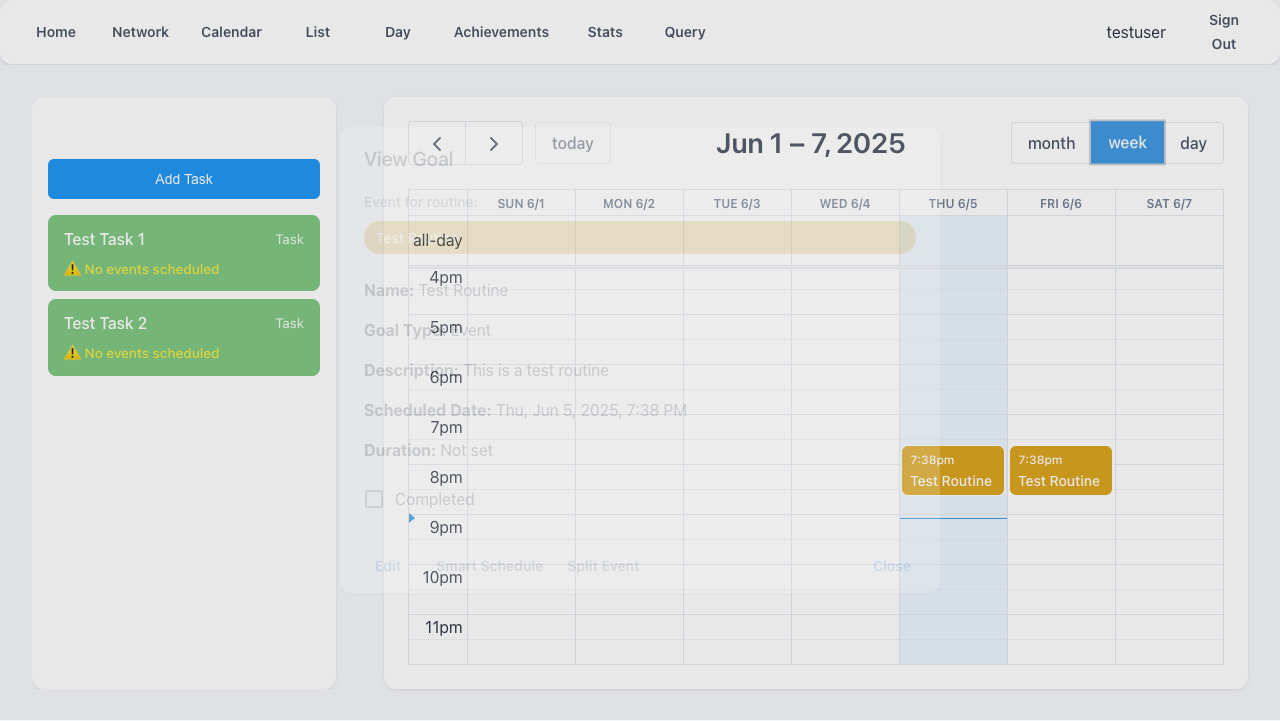 Home Network Calendar List Day Achievements Stats Query testuser Sign Out
Add Task
Test Task 1 Task
⚠ No events scheduled
Test Task 2 Task
⚠ No events scheduled
today
Jun 1 – 7, 2025
month week day
SUN 6/1 MON 6/2 TUE 6/3 WED 6/4 THU 6/5 FRI 6/6 SAT 6/7
all-day
4pm
5pm
6pm
7pm
8pm
9pm
10pm
11pm
7:38pm
Test Routine
7:38pm
Test Routine
View Goal
Event for routine:
Name: Test Routine
Goal Type: Event
Description: This is a test routine
Scheduled Date: Thu, Jun 5, 2025, 7:38 PM
Duration: Not set
Completed
Edit Smart Schedule Split Event Close